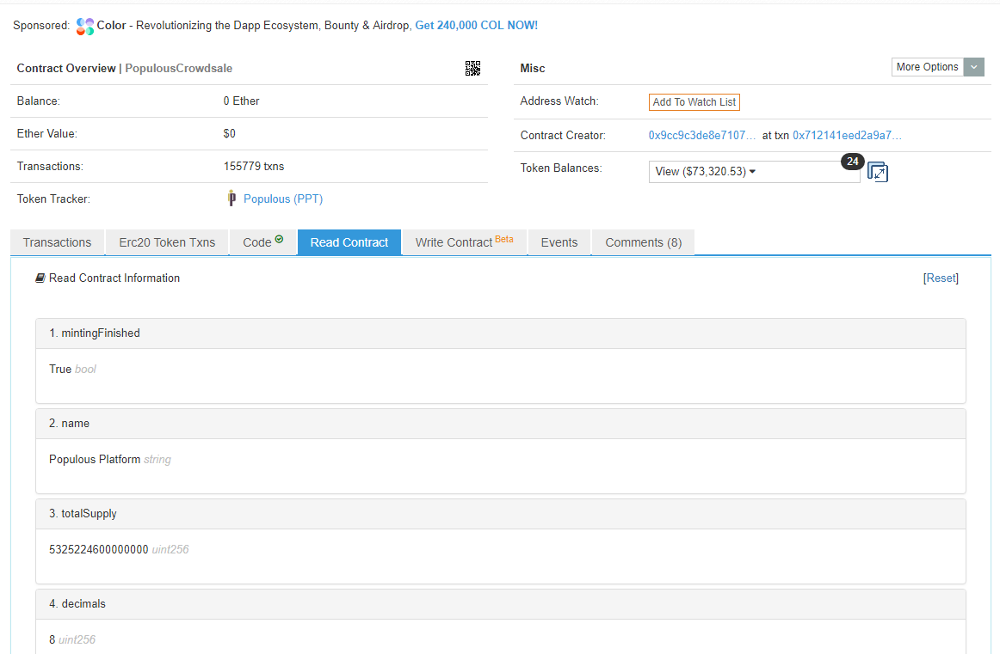 Sponsored: Color - Revolutionizing the Dapp Ecosystem, Bounty & Airdrop, Get 240,000 COL NOW!
Contract Overview | PopulousCrowdsale
Balance: 0 Ether
Ether Value: $0
Transactions: 155779 txns
Token Tracker: Populous (PPT)
Misc More Options
Address Watch: Add To Watch List
Contract Creator: 0x9cc9c3de8e7107... at txn 0x712141eed2a9a7...
Token Balances: View ($73,320.53) 24
Transactions Erc20 Token Txns Code Read Contract Write Contract Beta Events Comments (8)
Read Contract Information [Reset]
1. mintingFinished
True bool
2. name
Populous Platform string
3. totalSupply
5325224600000000 uint256
4. decimals
8 uint256